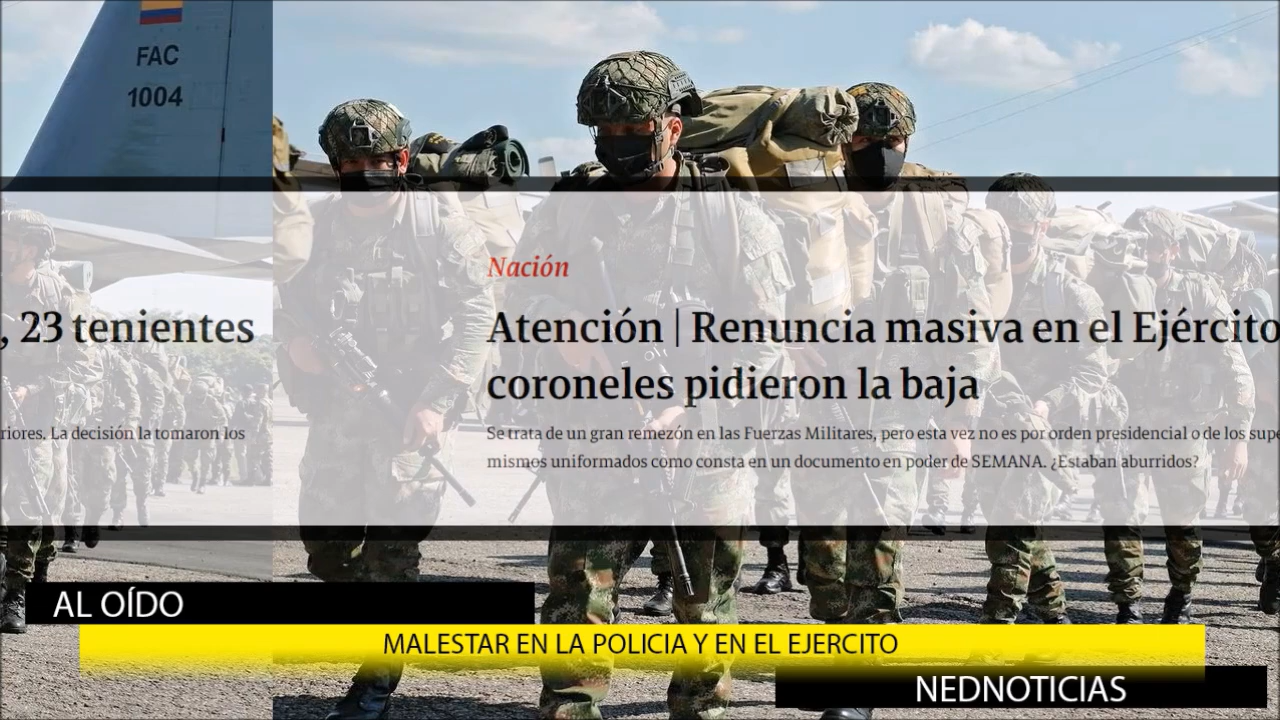 FAC
1004
Nación
, 23 tenientes
Atención | Renuncia masiva en el Ejército
coroneles pidieron la baja
riores. La decisión la tomaron los
Se trata de un gran remezón en las Fuerzas Militares, pero esta vez no es por orden presidencial o de los supe
mismos uniformados como consta en un documento en poder de SEMANA. ¿Estaban aburridos?
AL OÍDO
MALESTAR EN LA POLICIA Y EN EL EJERCITO
NEDNOTICIAS